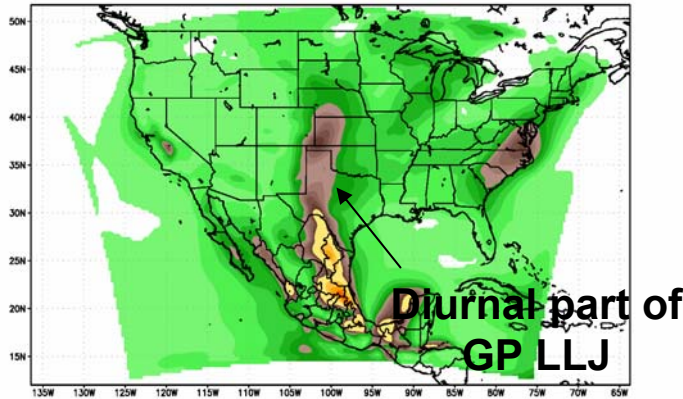 50N
45N
40N
35N
30N
25N
20N
15N
Diurnal part of
GP LLJ
135W 130W 125W 120W 115W 110W 105W 100W 95W 90W 85W 80W 75W 70W 65W